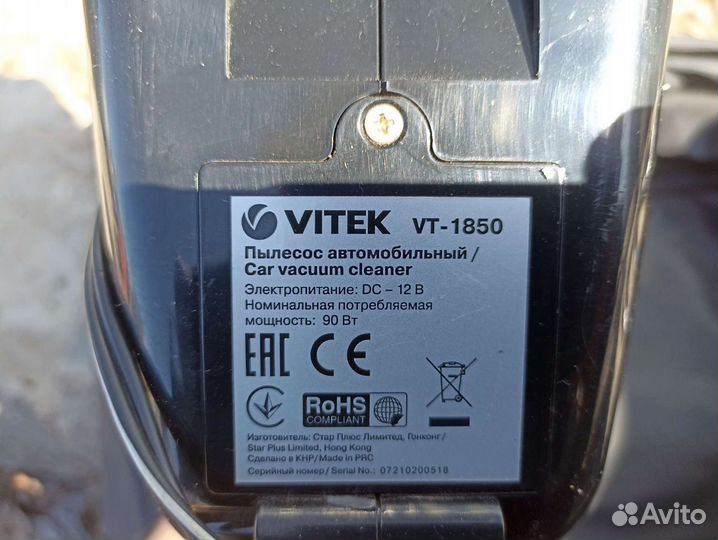 VITEK VT-1850
Пылесос автомобильный /
Car vacuum cleaner
Электропитание: DC – 12 В
Номинальная потребляемая
мощность: 90 Вт
EAC CE
RoHS
COMPLIANT
Изготовитель: Стар Плюс Лимитед, Гонконг/
Star Plus Limited, Hong Kong
Сделано в КНР/Made in PRC
Серийный номер / Serial No.: 07210200518
Avito